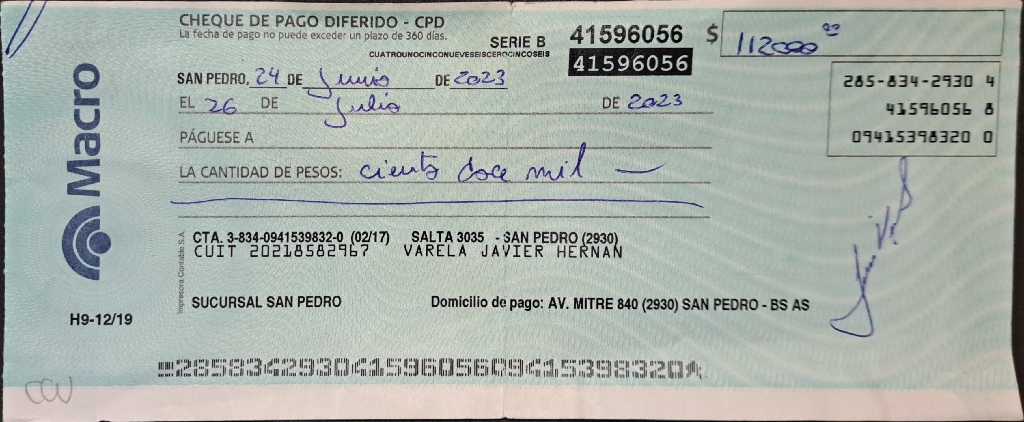 CHEQUE DE PAGO DIFERIDO - CPD
La fecha de pago no puede exceder un plazo de 360 días.
SERIE B 41596056 $ 112000 00
CUATROUNOCINCONUEVESEISCEROCINCOSEIS
41596056
SAN PEDRO, 24 DE Junio DE 2023
285-834-2930 4
EL 26 DE Julio DE 2023
41596056 8
PÁGUESE A
09415398320 0
LA CANTIDAD DE PESOS: ciento doce mil —
Macro
CTA. 3-834-0941539832-0 (02/17) SALTA 3035 - SAN PEDRO (2930)
CUIT 20218582967 VARELA JAVIER HERNAN
Impresora Contable S.A.
SUCURSAL SAN PEDRO Domicilio de pago: AV. MITRE 840 (2930) SAN PEDRO - BS AS
H9-12/19
28583429304159605609415398320
CCU